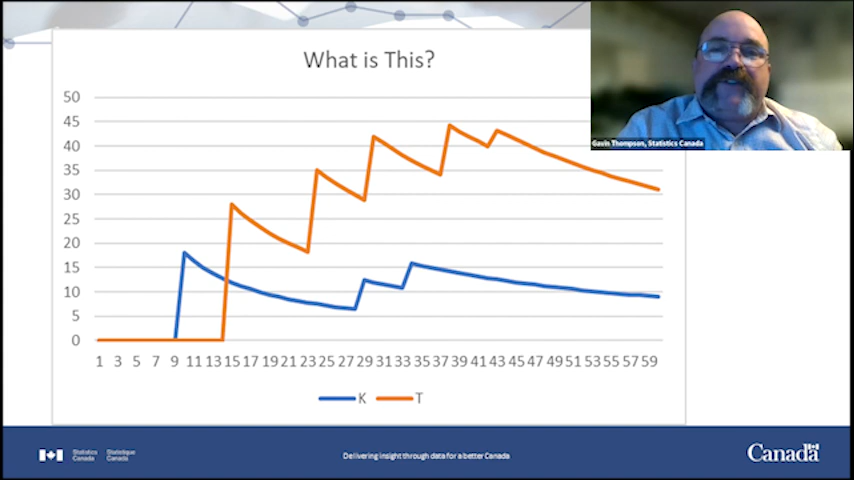 What is This?
50
45
40
35
30
25
20
15
10
5
0
1 3 5 7 9 11 13 15 17 19 21 23 25 27 29 31 33 35 37 39 41 43 45 47 49 51 53 55 57 59
K T
Gavin Thompson, Statistics Canada
Statistics Statistique
Canada Canada
Delivering insight through data for a better Canada
Canada